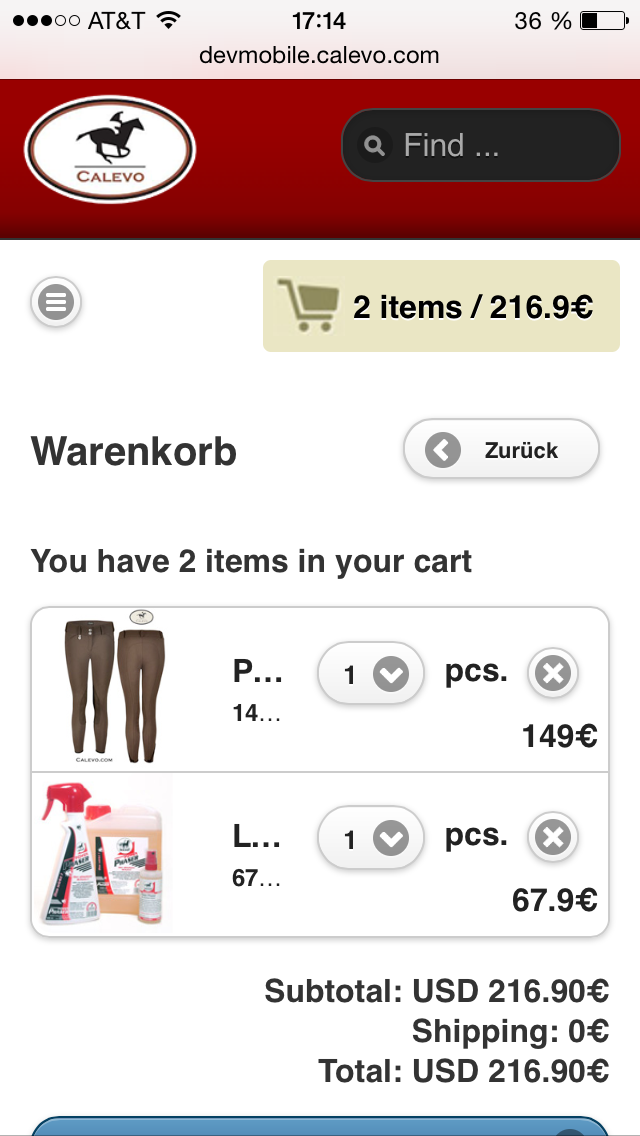 AT&T 17:14 36 %
devmobile.calevo.com
CALEVO
Find ...
2 items / 216.9€
Warenkorb
Zurück
You have 2 items in your cart
P... 1 pcs.
14...
149€
CALEVO.COM
L... 1 pcs.
67...
67.9€
PHASER
Subtotal: USD 216.90€
Shipping: 0€
Total: USD 216.90€